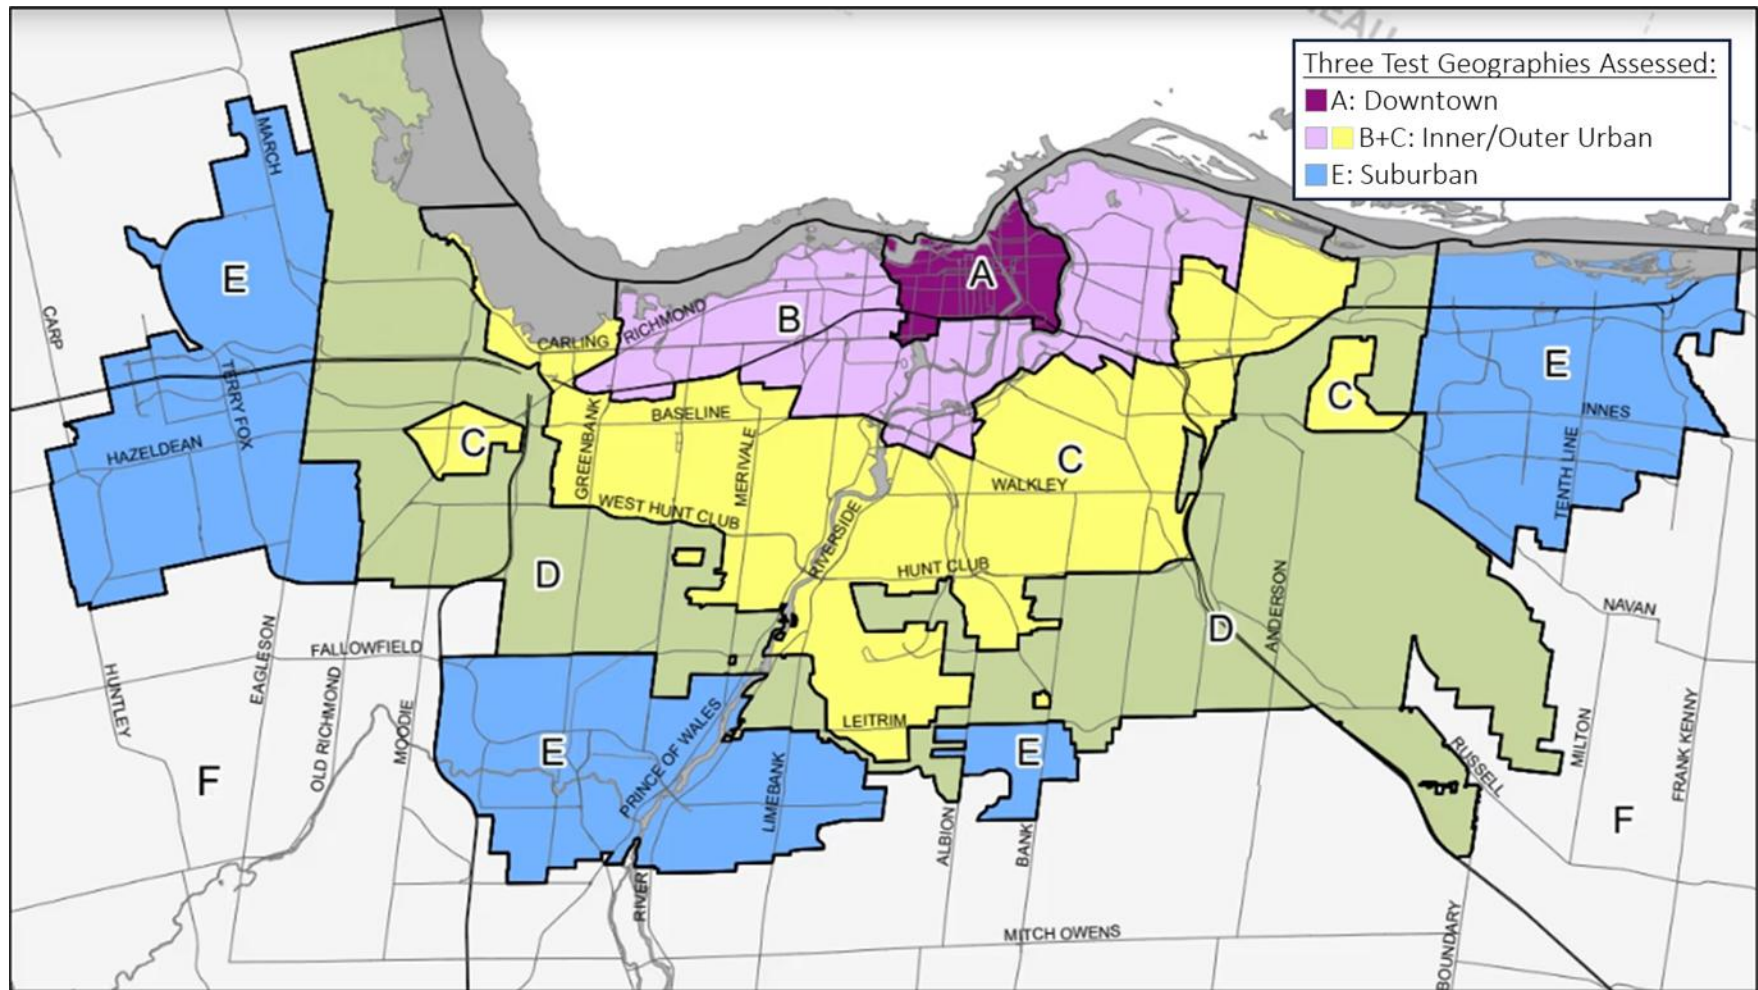 Three Test Geographies Assessed:
A: Downtown
B+C: Inner/Outer Urban
E: Suburban
MARCH
E
A
B
RICHMOND
CARLING
CARP
TERRY FOX
E
C
INNES
BASELINE
GREENBANK
HAZELDEAN
C
MERIVALE
C
WALKLEY
TENTH LINE
WEST HUNT CLUB
RIVERSIDE
HUNT CLUB
D
ANDERSON
NAVAN
D
EAGLESON
FALLOWFIELD
HUNTLEY
OLD RICHMOND
MOODIE
PRINCE OF WALES
LEITRIM
E
E
F
LIMEBANK
RUSSELL
MILTON
FRANK KENNY
F
ALBION
BANK
RIVER
MITCH OWENS
BOUNDARY